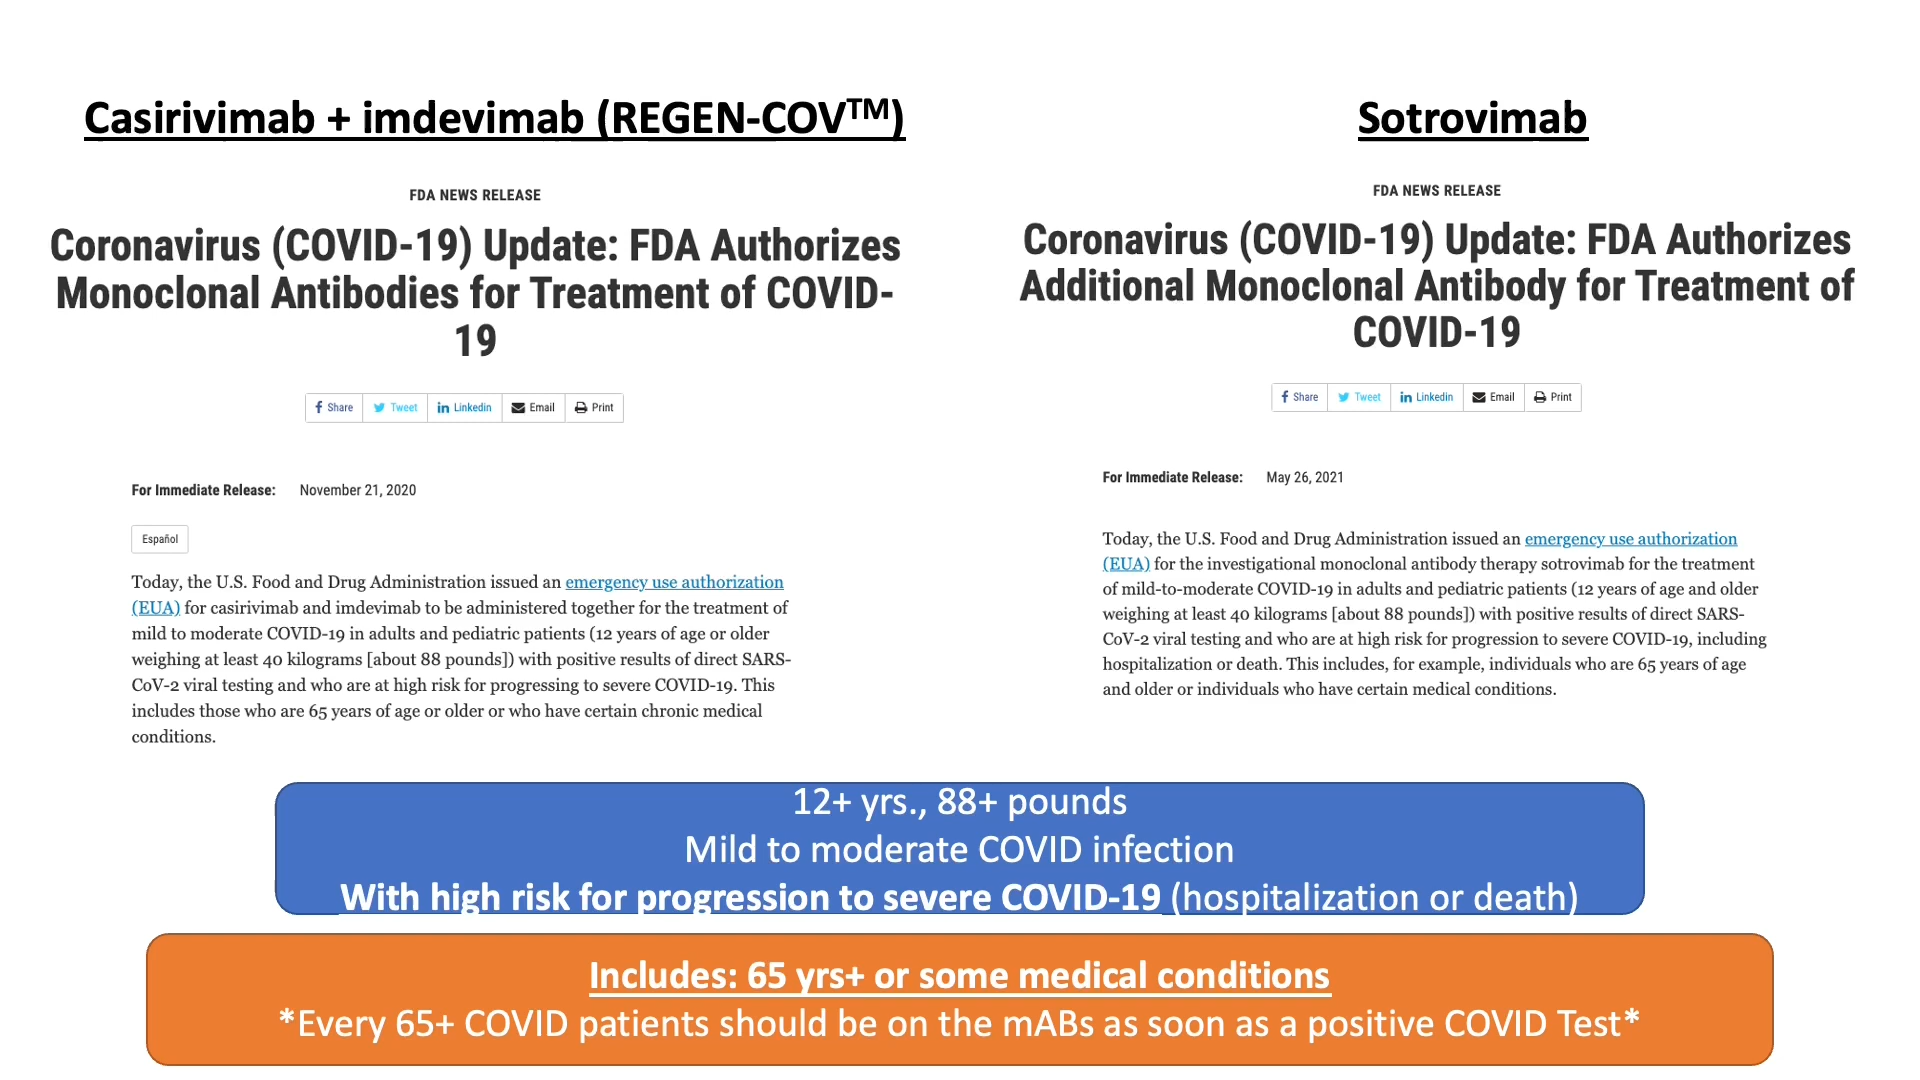 Casirivimab + imdevimab (REGEN-COV™)
FDA NEWS RELEASE
Coronavirus (COVID-19) Update: FDA Authorizes
Monoclonal Antibodies for Treatment of COVID-
19
Share Tweet Linkedin Email Print
For Immediate Release: November 21, 2020
Español
Today, the U.S. Food and Drug Administration issued an emergency use authorization
(EUA) for casirivimab and imdevimab to be administered together for the treatment of
mild to moderate COVID-19 in adults and pediatric patients (12 years of age or older
weighing at least 40 kilograms [about 88 pounds]) with positive results of direct SARS-
CoV-2 viral testing and who are at high risk for progressing to severe COVID-19. This
includes those who are 65 years of age or older or who have certain chronic medical
conditions.
Sotrovimab
FDA NEWS RELEASE
Coronavirus (COVID-19) Update: FDA Authorizes
Additional Monoclonal Antibody for Treatment of
COVID-19
Share Tweet Linkedin Email Print
For Immediate Release: May 26, 2021
Today, the U.S. Food and Drug Administration issued an emergency use authorization
(EUA) for the investigational monoclonal antibody therapy sotrovimab for the treatment
of mild-to-moderate COVID-19 in adults and pediatric patients (12 years of age and older
weighing at least 40 kilograms [about 88 pounds]) with positive results of direct SARS-
CoV-2 viral testing and who are at high risk for progression to severe COVID-19, including
hospitalization or death. This includes, for example, individuals who are 65 years of age
and older or individuals who have certain medical conditions.
12+ yrs., 88+ pounds
Mild to moderate COVID infection
With high risk for progression to severe COVID-19 (hospitalization or death)
Includes: 65 yrs+ or some medical conditions
*Every 65+ COVID patients should be on the mABs as soon as a positive COVID Test*